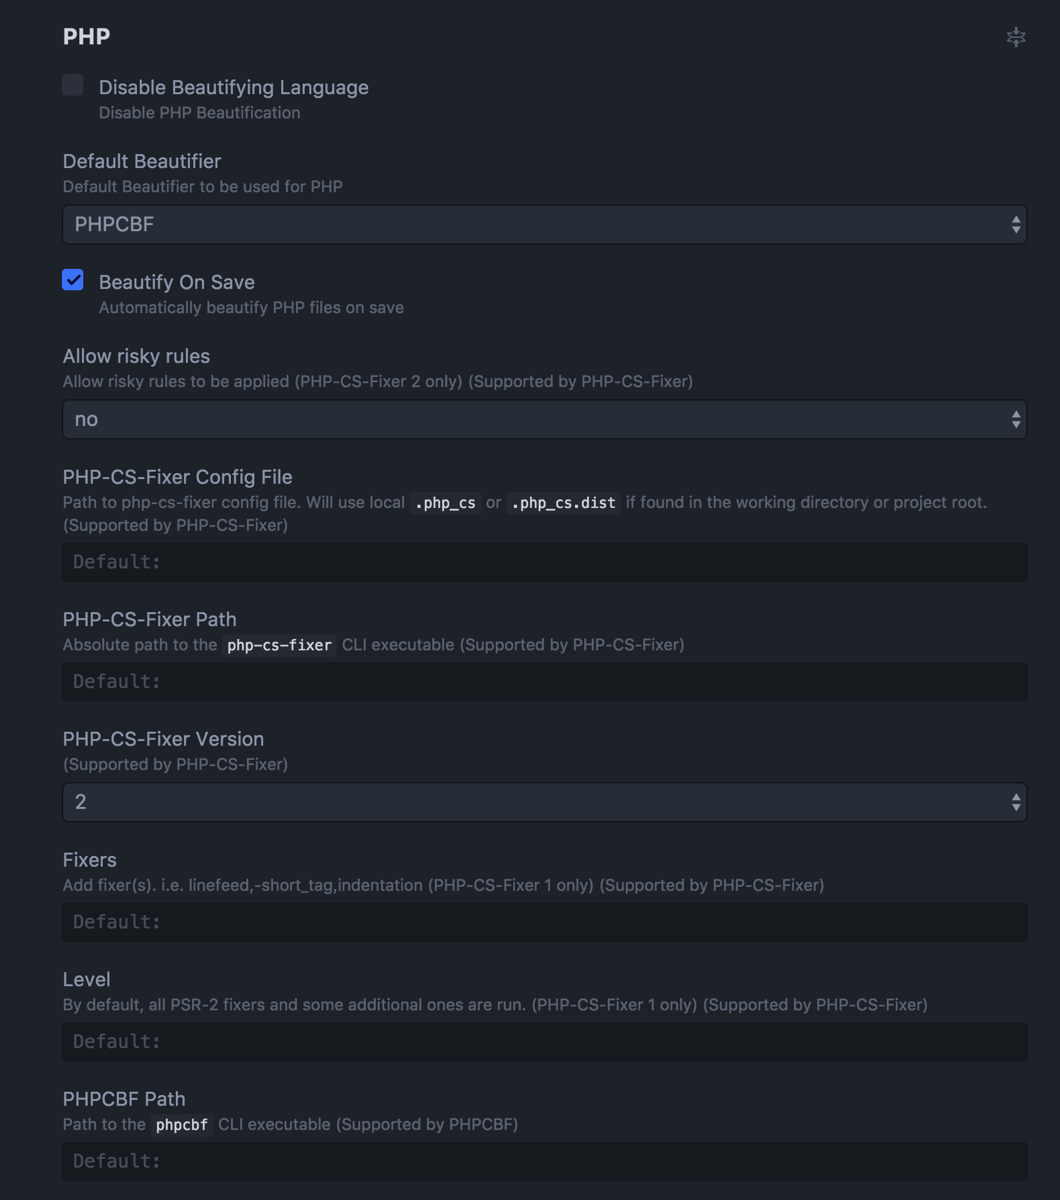 PHP
Disable Beautifying Language
Disable PHP Beautification
Default Beautifier
Default Beautifier to be used for PHP
PHPCBF
Beautify On Save
Automatically beautify PHP files on save
Allow risky rules
Allow risky rules to be applied (PHP-CS-Fixer 2 only) (Supported by PHP-CS-Fixer)
no
PHP-CS-Fixer Config File
Path to php-cs-fixer config file. Will use local .php_cs or .php_cs.dist if found in the working directory or project root.
(Supported by PHP-CS-Fixer)
Default:
PHP-CS-Fixer Path
Absolute path to the php-cs-fixer CLI executable (Supported by PHP-CS-Fixer)
Default:
PHP-CS-Fixer Version
(Supported by PHP-CS-Fixer)
2
Fixers
Add fixer(s). i.e. linefeed,-short_tag,indentation (PHP-CS-Fixer 1 only) (Supported by PHP-CS-Fixer)
Default:
Level
By default, all PSR-2 fixers and some additional ones are run. (PHP-CS-Fixer 1 only) (Supported by PHP-CS-Fixer)
Default:
PHPCBF Path
Path to the phpcbf CLI executable (Supported by PHPCBF)
Default: